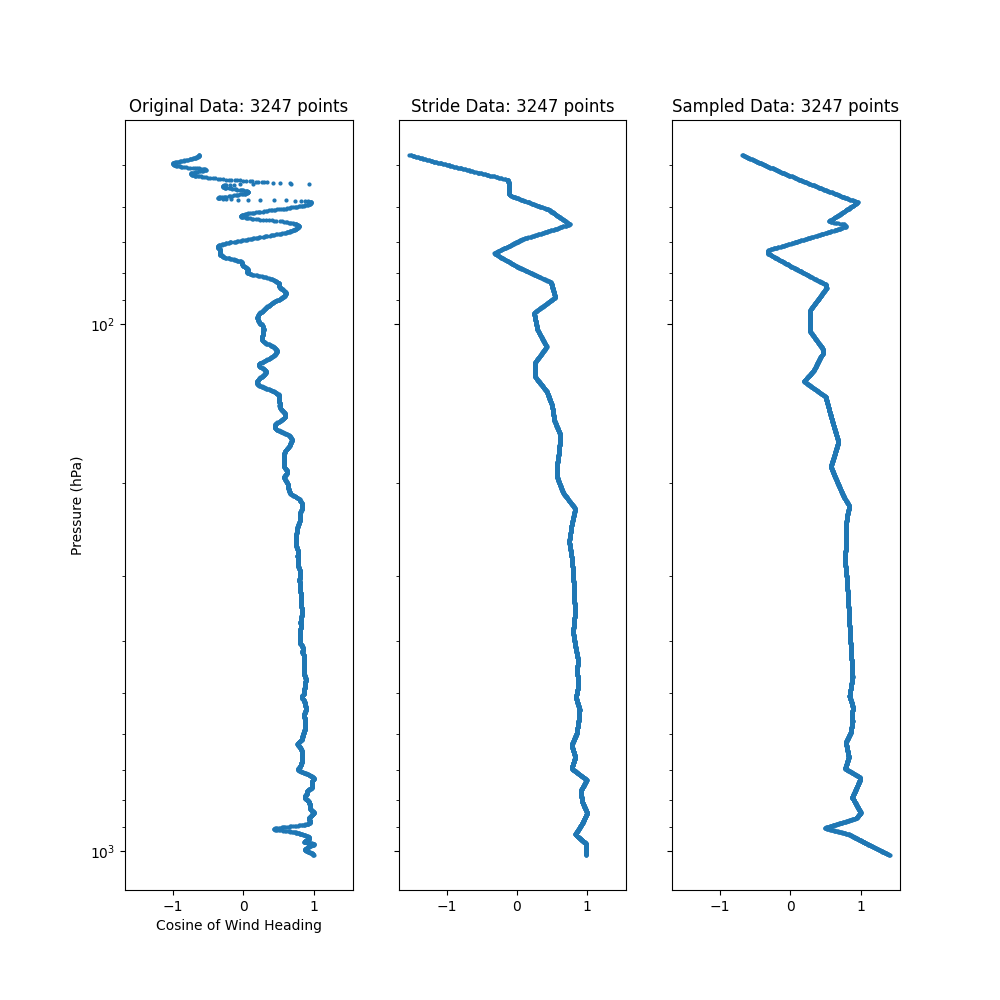 Original Data: 3247 points
Stride Data: 3247 points
Sampled Data: 3247 points
Pressure (hPa)
10²
10³
−1 0 1
−1 0 1
−1 0 1
Cosine of Wind Heading